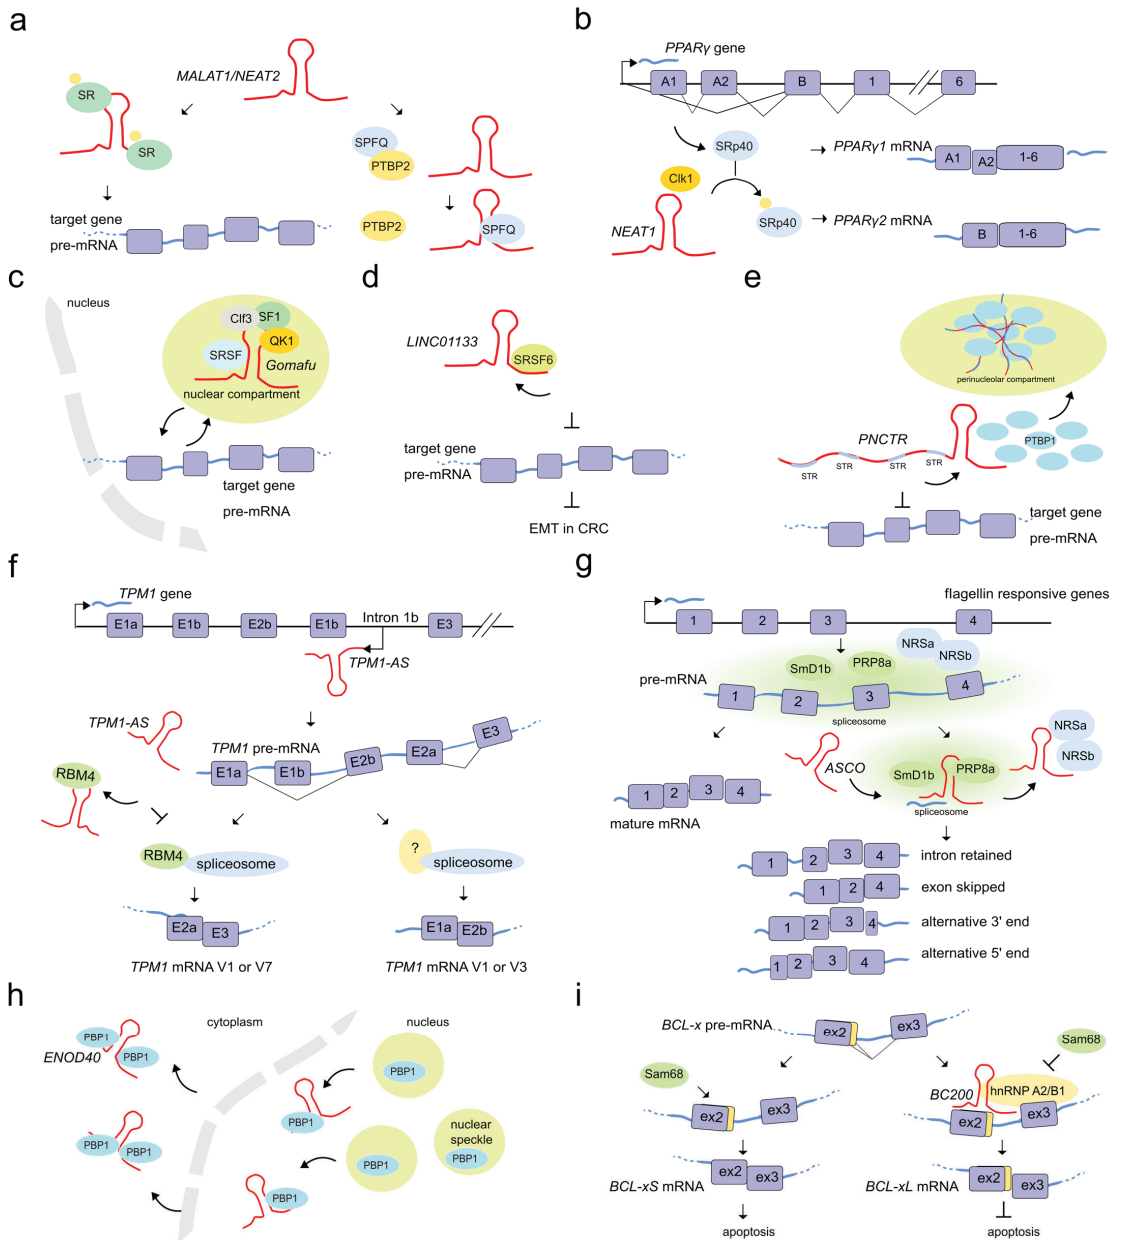 a
MALAT1/NEAT2
SR
SR
SPFQ
PTBP2
target gene
pre-mRNA
PTBP2
SPFQ
b
PPARγ gene
A1
A2
B
1
6
SRp40
PPARγ1 mRNA
A1
A2
1-6
Clk1
NEAT1
SRp40
PPARγ2 mRNA
B
1-6
c
nucleus
Clf3
SF1
QK1
SRSF
Gomafu
nuclear compartment
target gene
pre-mRNA
d
LINC01133
SRSF6
target gene
pre-mRNA
EMT in CRC
e
perinucleolar compartment
PNCTR
PTBP1
STR
STR
STR
STR
target gene
pre-mRNA
f
TPM1 gene
E1a
E1b
E2b
E1b
Intron 1b
E3
TPM1-AS
TPM1-AS
TPM1 pre-mRNA
E1a
E1b
E2b
E2a
E3
RBM4
RBM4
spliceosome
?
spliceosome
E2a
E3
E1a
E2b
TPM1 mRNA V1 or V7
TPM1 mRNA V1 or V3
g
flagellin responsive genes
1
2
3
4
SmD1b
PRP8a
NRSa
NRSb
pre-mRNA
1
2
3
4
spliceosome
ASCO
SmD1b
PRP8a
NRSa
NRSb
spliceosome
1
2
3
4
mature mRNA
1
2
3
4
intron retained
1
2
4
exon skipped
1
2
3
4
alternative 3' end
1
2
3
4
alternative 5' end
h
cytoplasm
nucleus
PBP1
ENOD40
PBP1
PBP1
PBP1
PBP1
PBP1
nuclear
speckle
PBP1
PBP1
PBP1
i
BCL-x pre-mRNA
ex2
ex3
Sam68
Sam68
BC200
hnRNP A2/B1
ex2
ex3
ex2
ex3
BCL-xS mRNA
ex2
ex3
BCL-xL mRNA
ex2
ex3
apoptosis
apoptosis